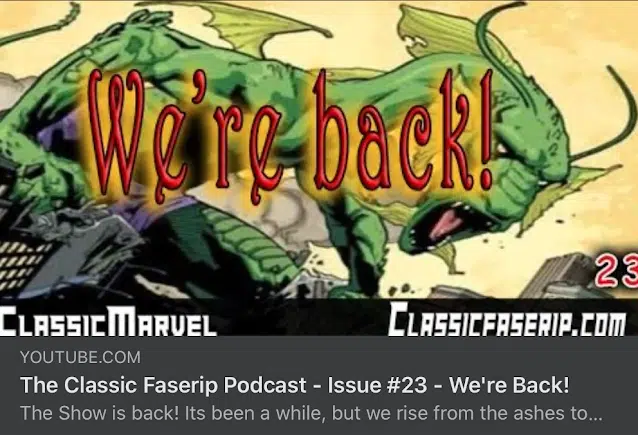 We're back!
23
CLASSICMARVEL
CLASSICFASERIP.COM
YOUTUBE.COM
The Classic Faserip Podcast - Issue #23 - We're Back!
The Show is back! Its been a while, but we rise from the ashes to...